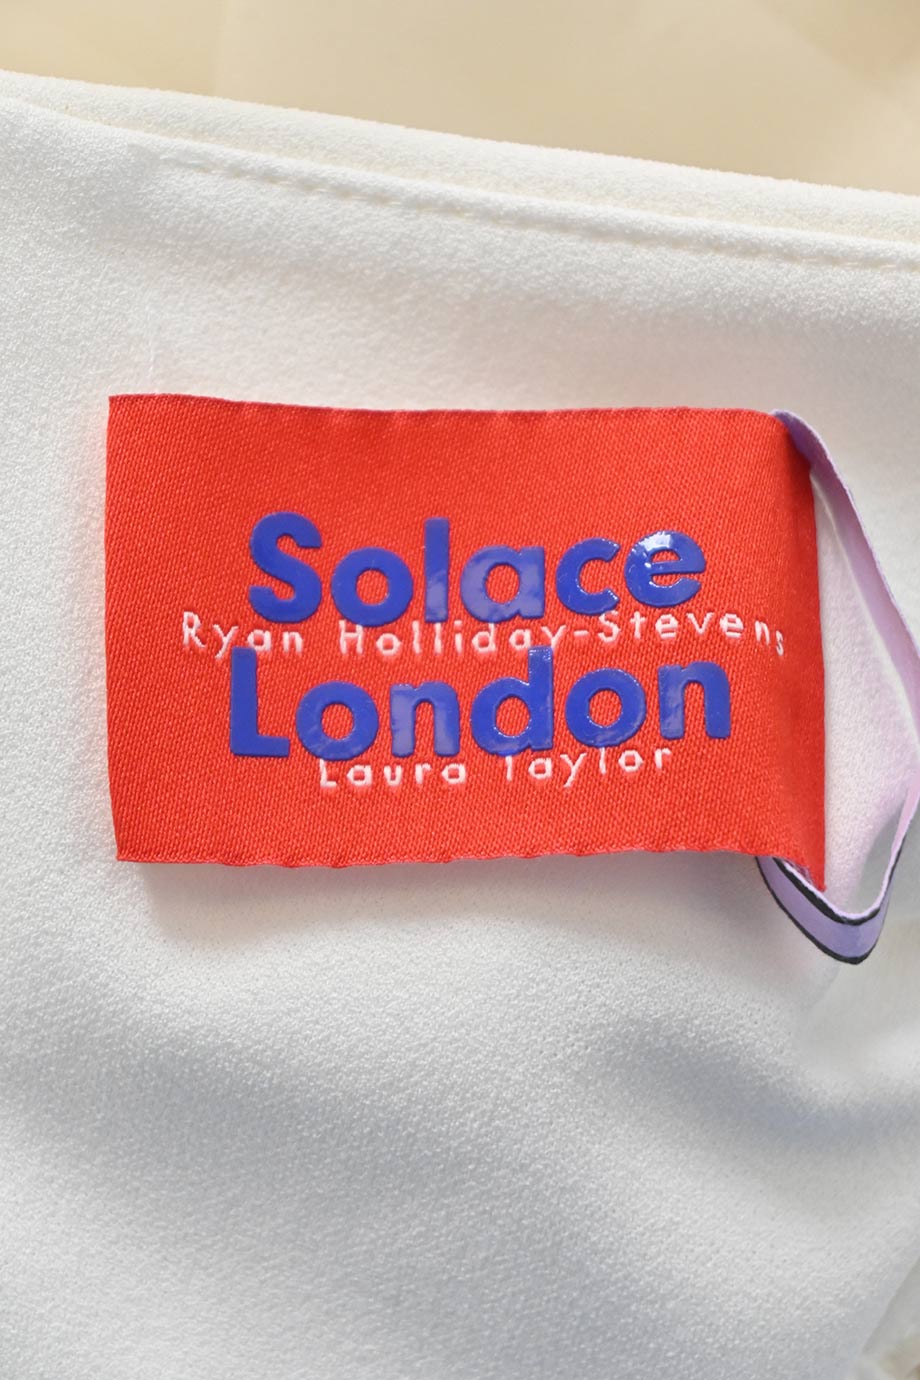 Solace
Ryan Holliday-Stevens
London
Laura Taylor